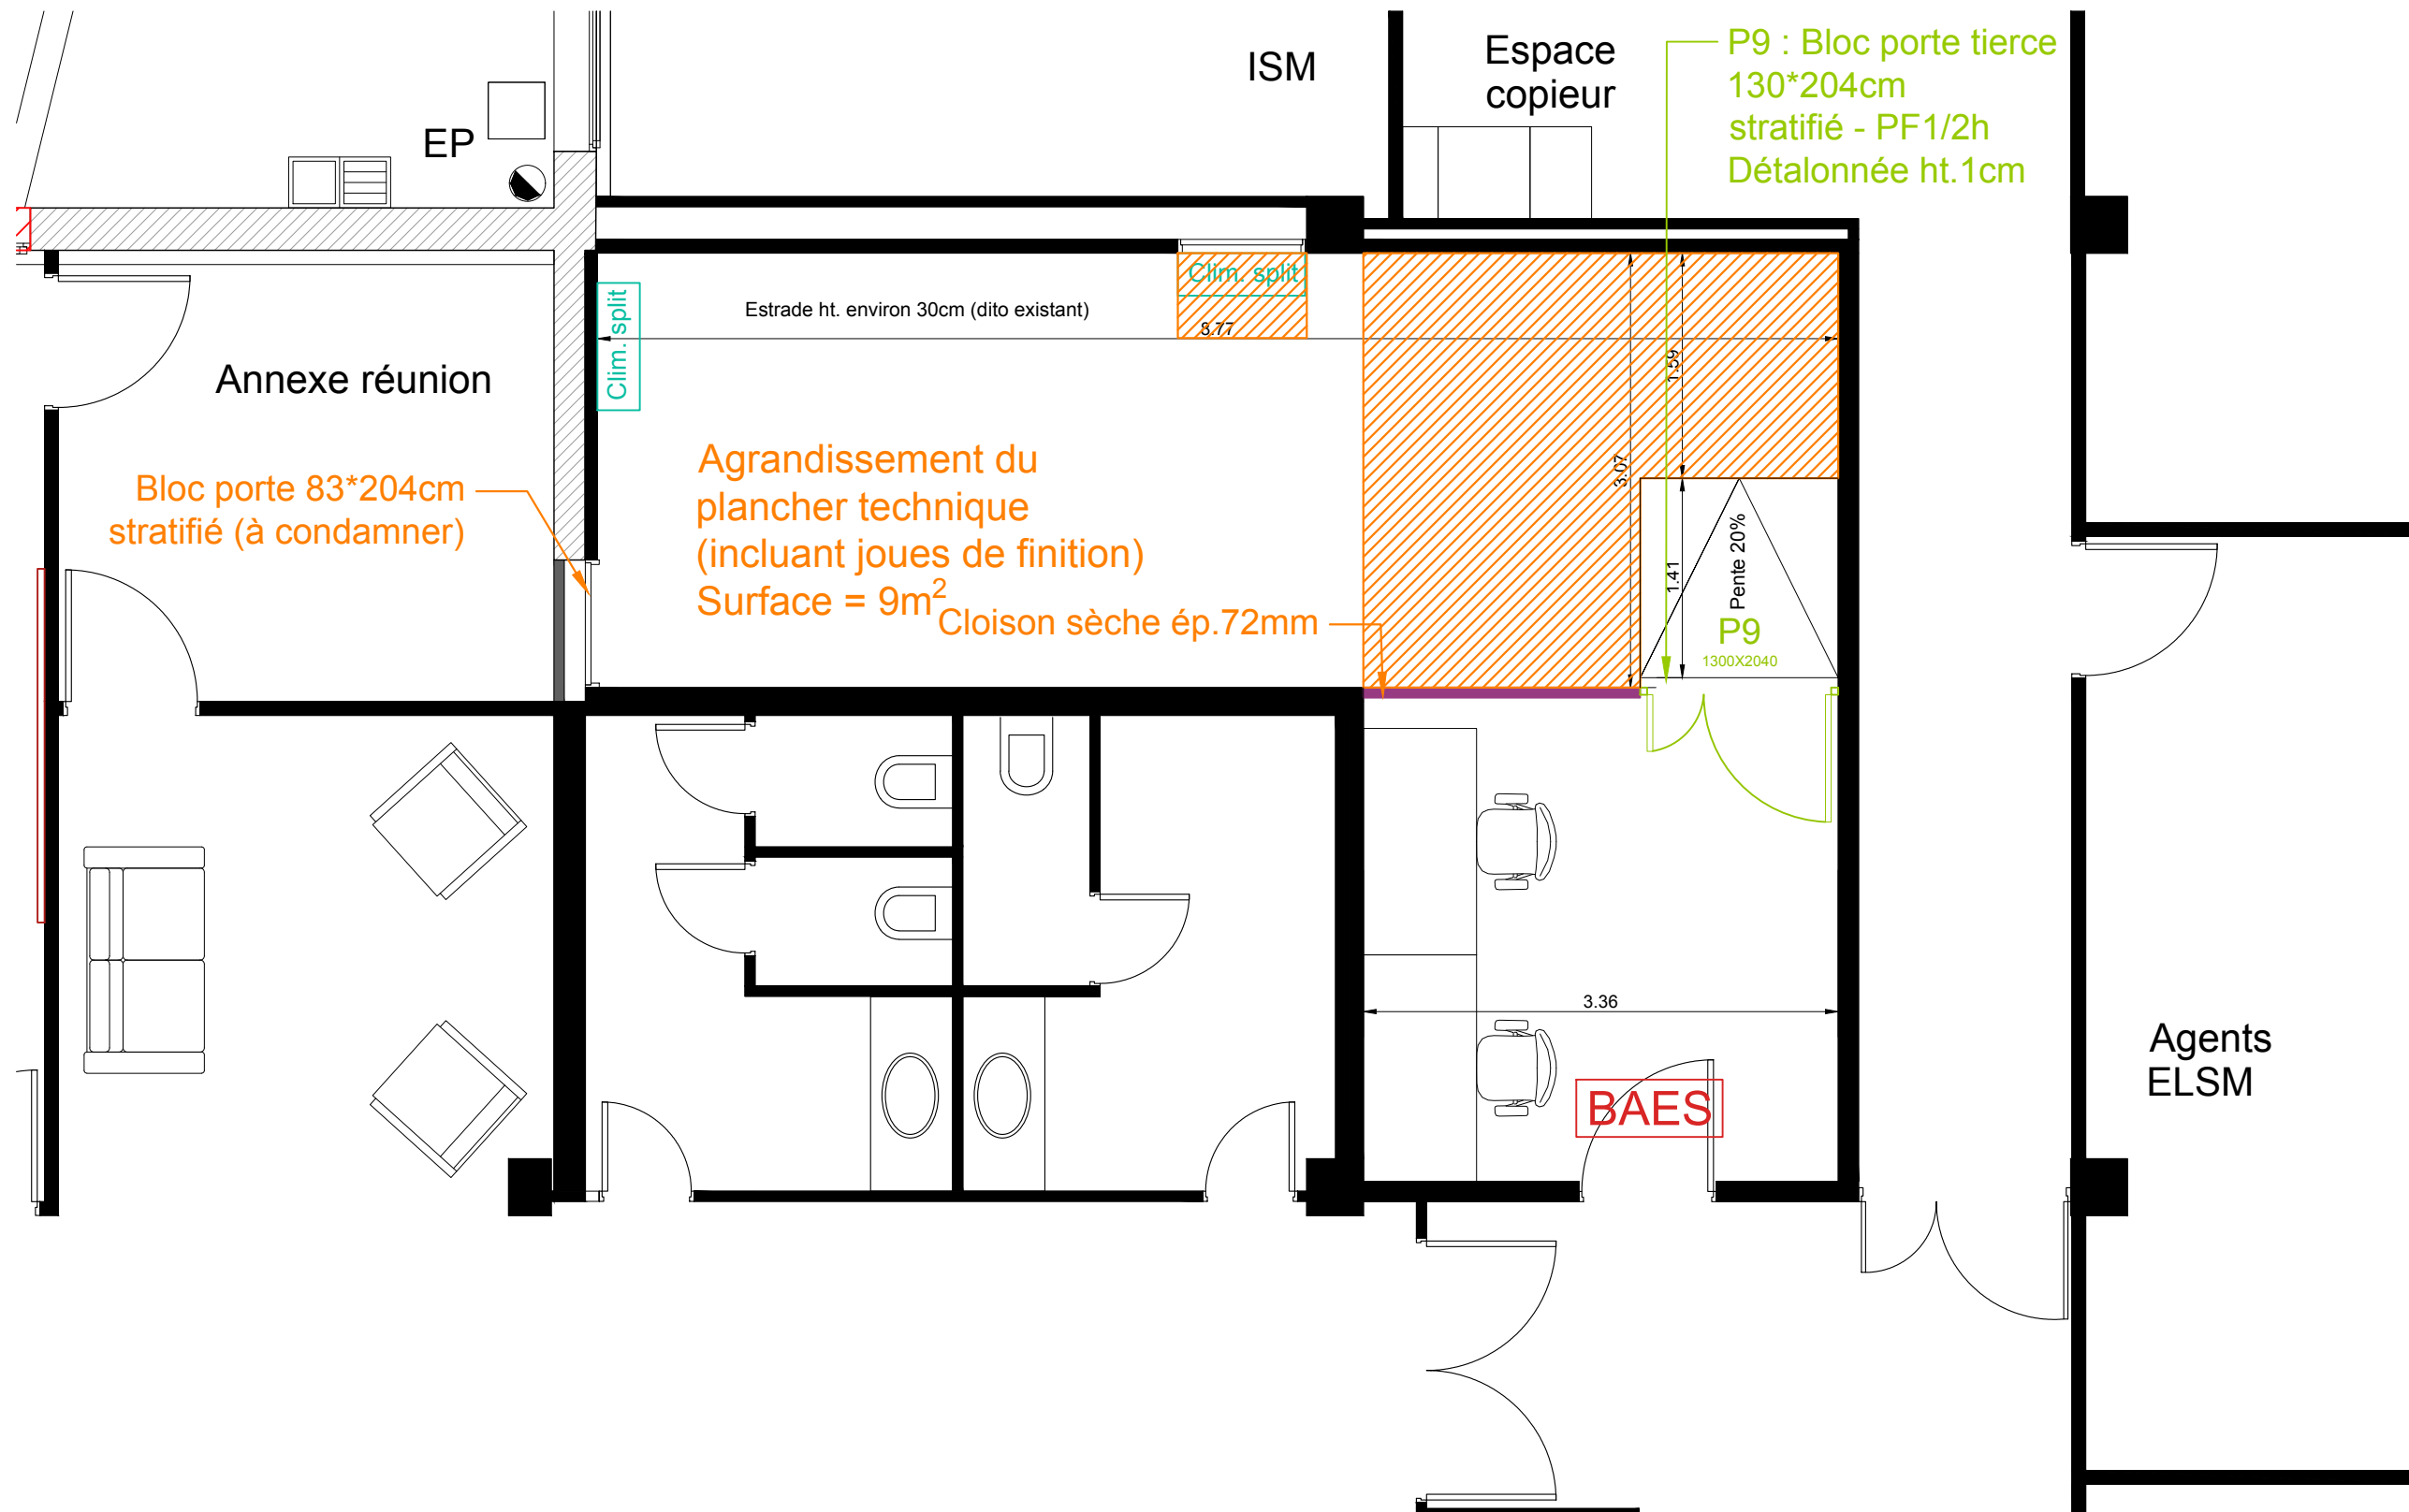 ISM
Espace
copieur
P9 : Bloc porte tierce
130*204cm
stratifié - PF1/2h
Détalonnée ht.1cm
EP
Clim. split
Clim. split
Estrade ht. environ 30cm (dito existant)
8.77
1.59
3.07
Annexe réunion
Bloc porte 83*204cm
stratifié (à condamner)
Agrandissement du
plancher technique
(incluant joues de finition)
Surface = 9m²
Cloison sèche ép.72mm
1.41
Pente 20%
P9
1300X2040
3.36
BAES
Agents
ELSM